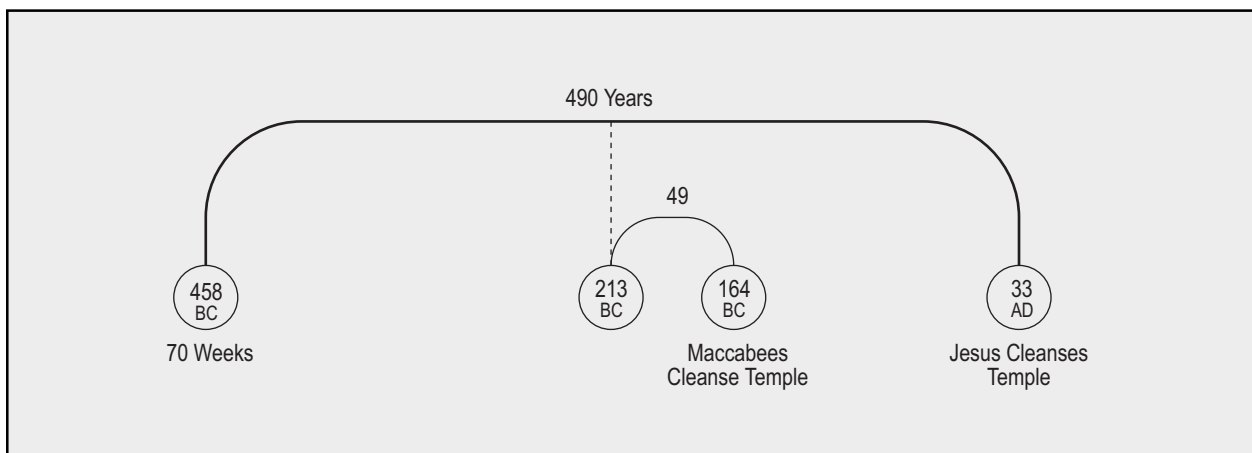 490 Years
49
458
BC
213
BC
164
BC
33
AD
70 Weeks
Maccabees
Cleanse Temple
Jesus Cleanses
Temple